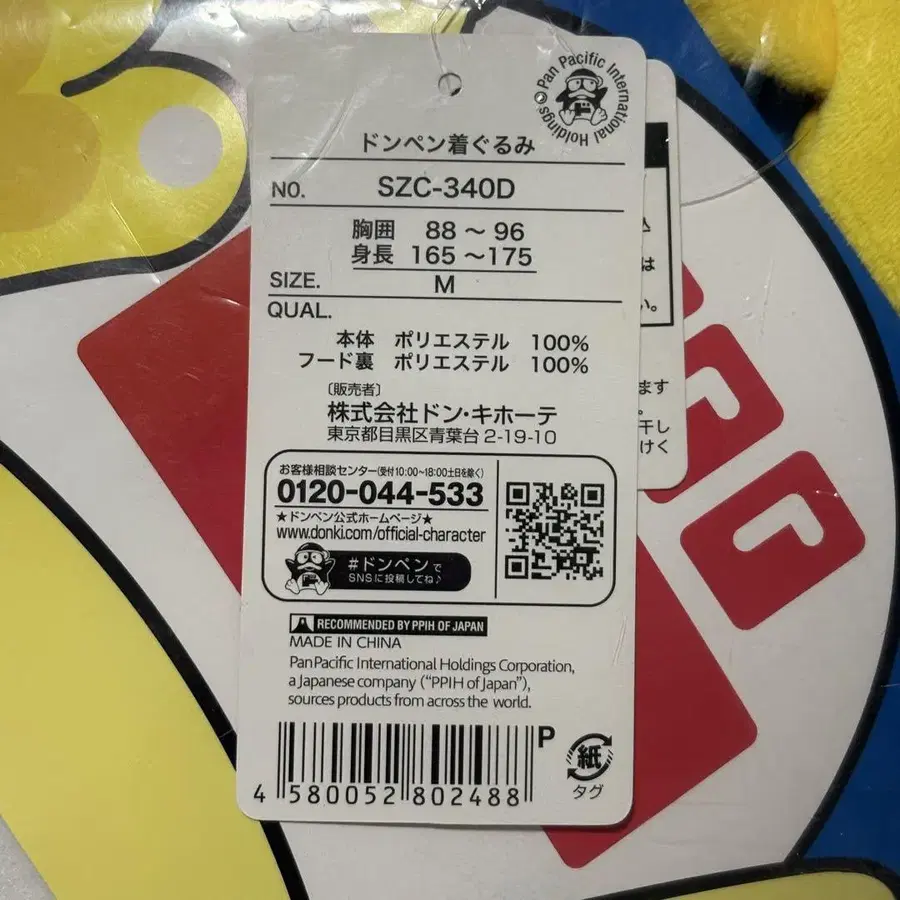 Pan Pacific International Holdings
ドンペン着ぐるみ
NO. SZC-340D
胸囲 88 ～ 96
身長 165 ～175
SIZE. M
QUAL.
本体 ポリエステル 100%
フード裏 ポリエステル 100%
〔販売者〕
株式会社ドン・キホーテ
東京都目黒区青葉台 2-19-10
お客様相談センター(受付10:00～18:00土日を除く)
0120-044-533
★ドンペン公式ホームページ★
www.donki.com/official-character
#ドンペンで
SNSに投稿してね♪
RECOMMENDED BY PPIH OF JAPAN
MADE IN CHINA
Pan Pacific International Holdings Corporation,
a Japanese company ("PPIH of Japan"),
sources products from across the world.
P
4 580052 802488
紙
タグ
は
い。
ます
。
干し
けく